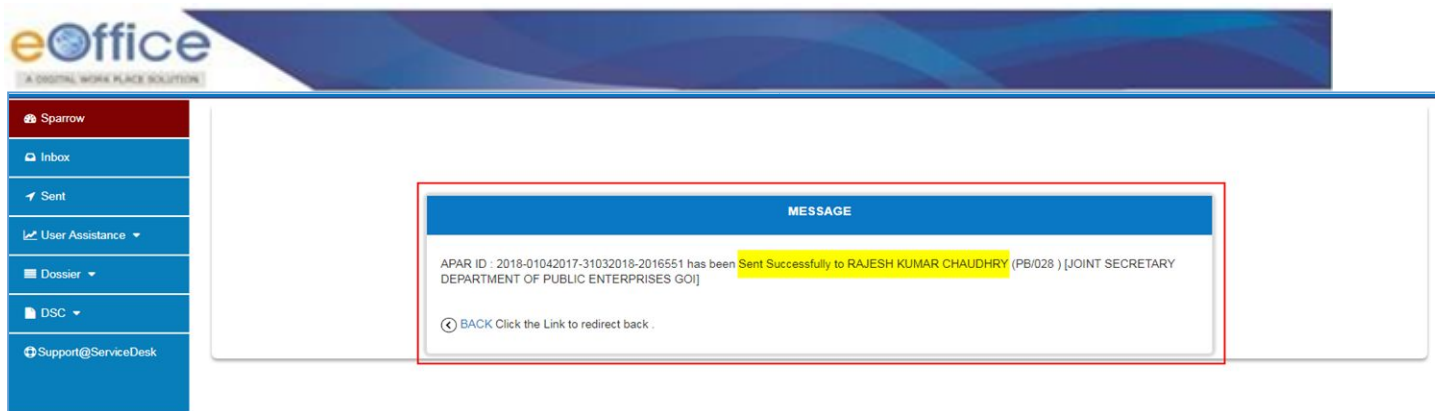 eOffice
A DIGITAL WORK PLACE SOLUTION
Sparrow
Inbox
Sent
User Assistance
Dossier
DSC
Support@ServiceDesk
MESSAGE
APAR ID : 2018-01042017-31032018-2016551 has been Sent Successfully to RAJESH KUMAR CHAUDHRY (PB/028 ) [JOINT SECRETARY
DEPARTMENT OF PUBLIC ENTERPRISES GOI]
BACK Click the Link to redirect back .